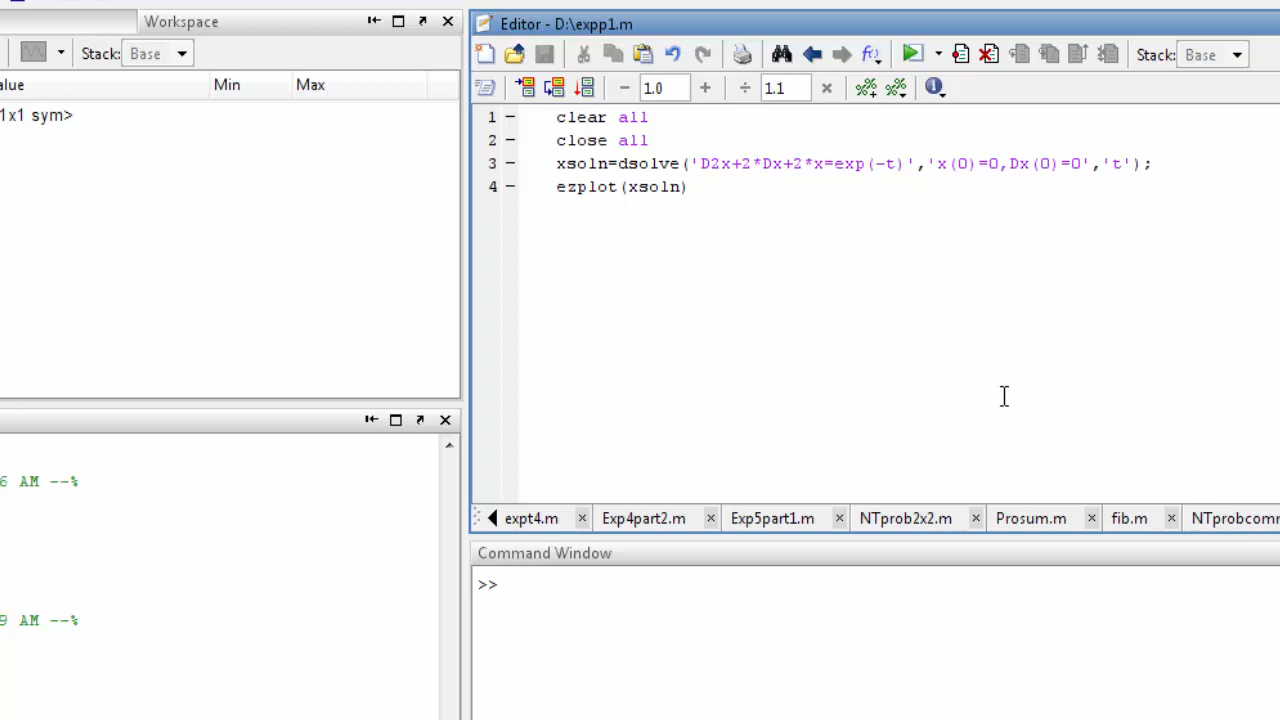 Workspace
Stack: Base
alue Min Max
1x1 sym>
6 AM --%
9 AM --%
Editor - D:\expp1.m
Stack: Base
1.0 1.1
1 clear all
2 close all
3 xsoln=dsolve('D2x+2*Dx+2*x=exp(-t)','x(0)=0,Dx(0)=0','t');
4 ezplot(xsoln)
expt4.m Exp4part2.m Exp5part1.m NTprob2x2.m Prosum.m fib.m NTprobcomm
Command Window
>>